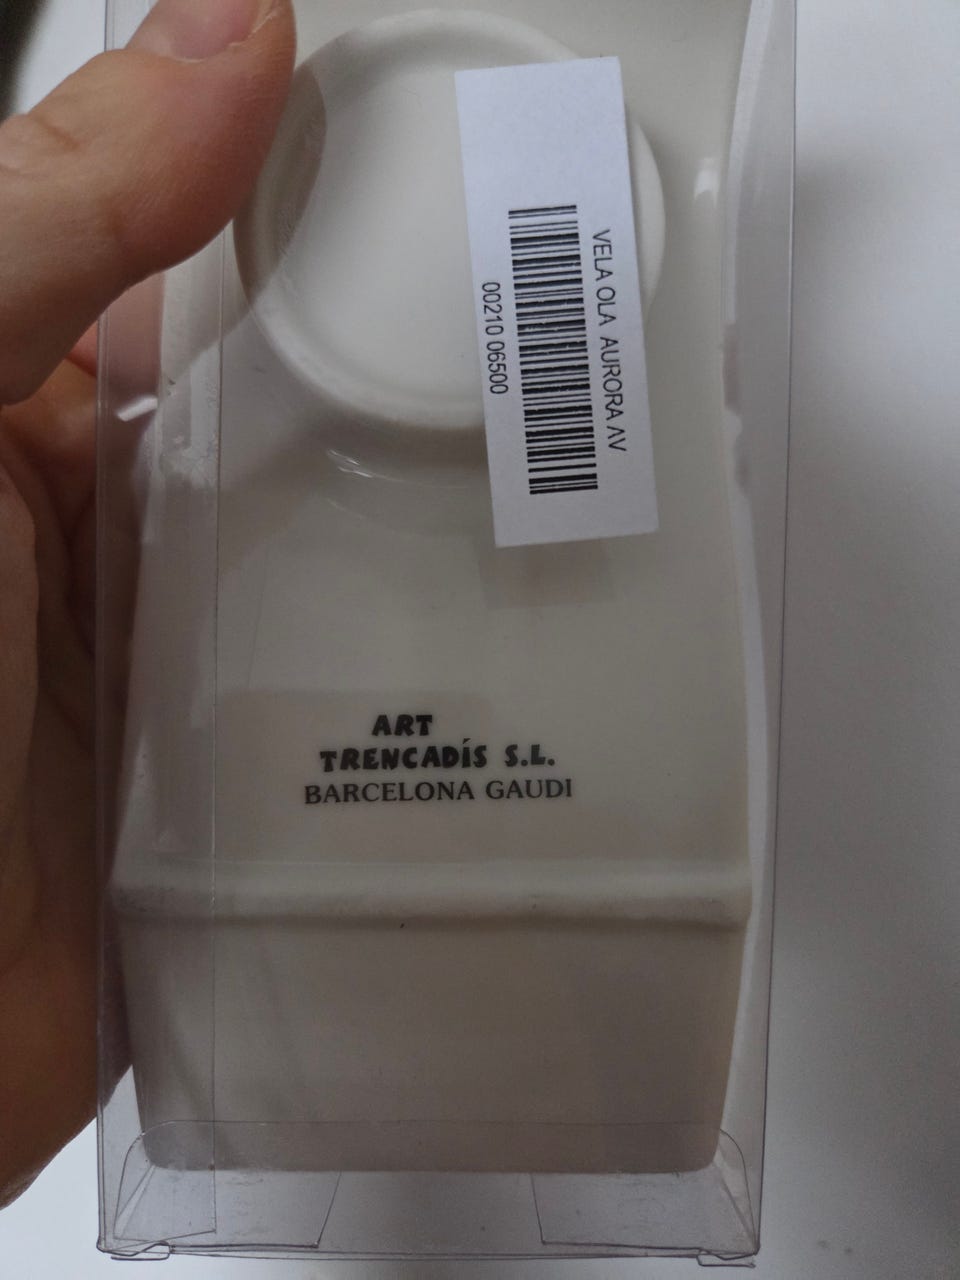 VELA OLA AURORA AV
00210 06500
ART
TRENCADÍS S.L.
BARCELONA GAUDI